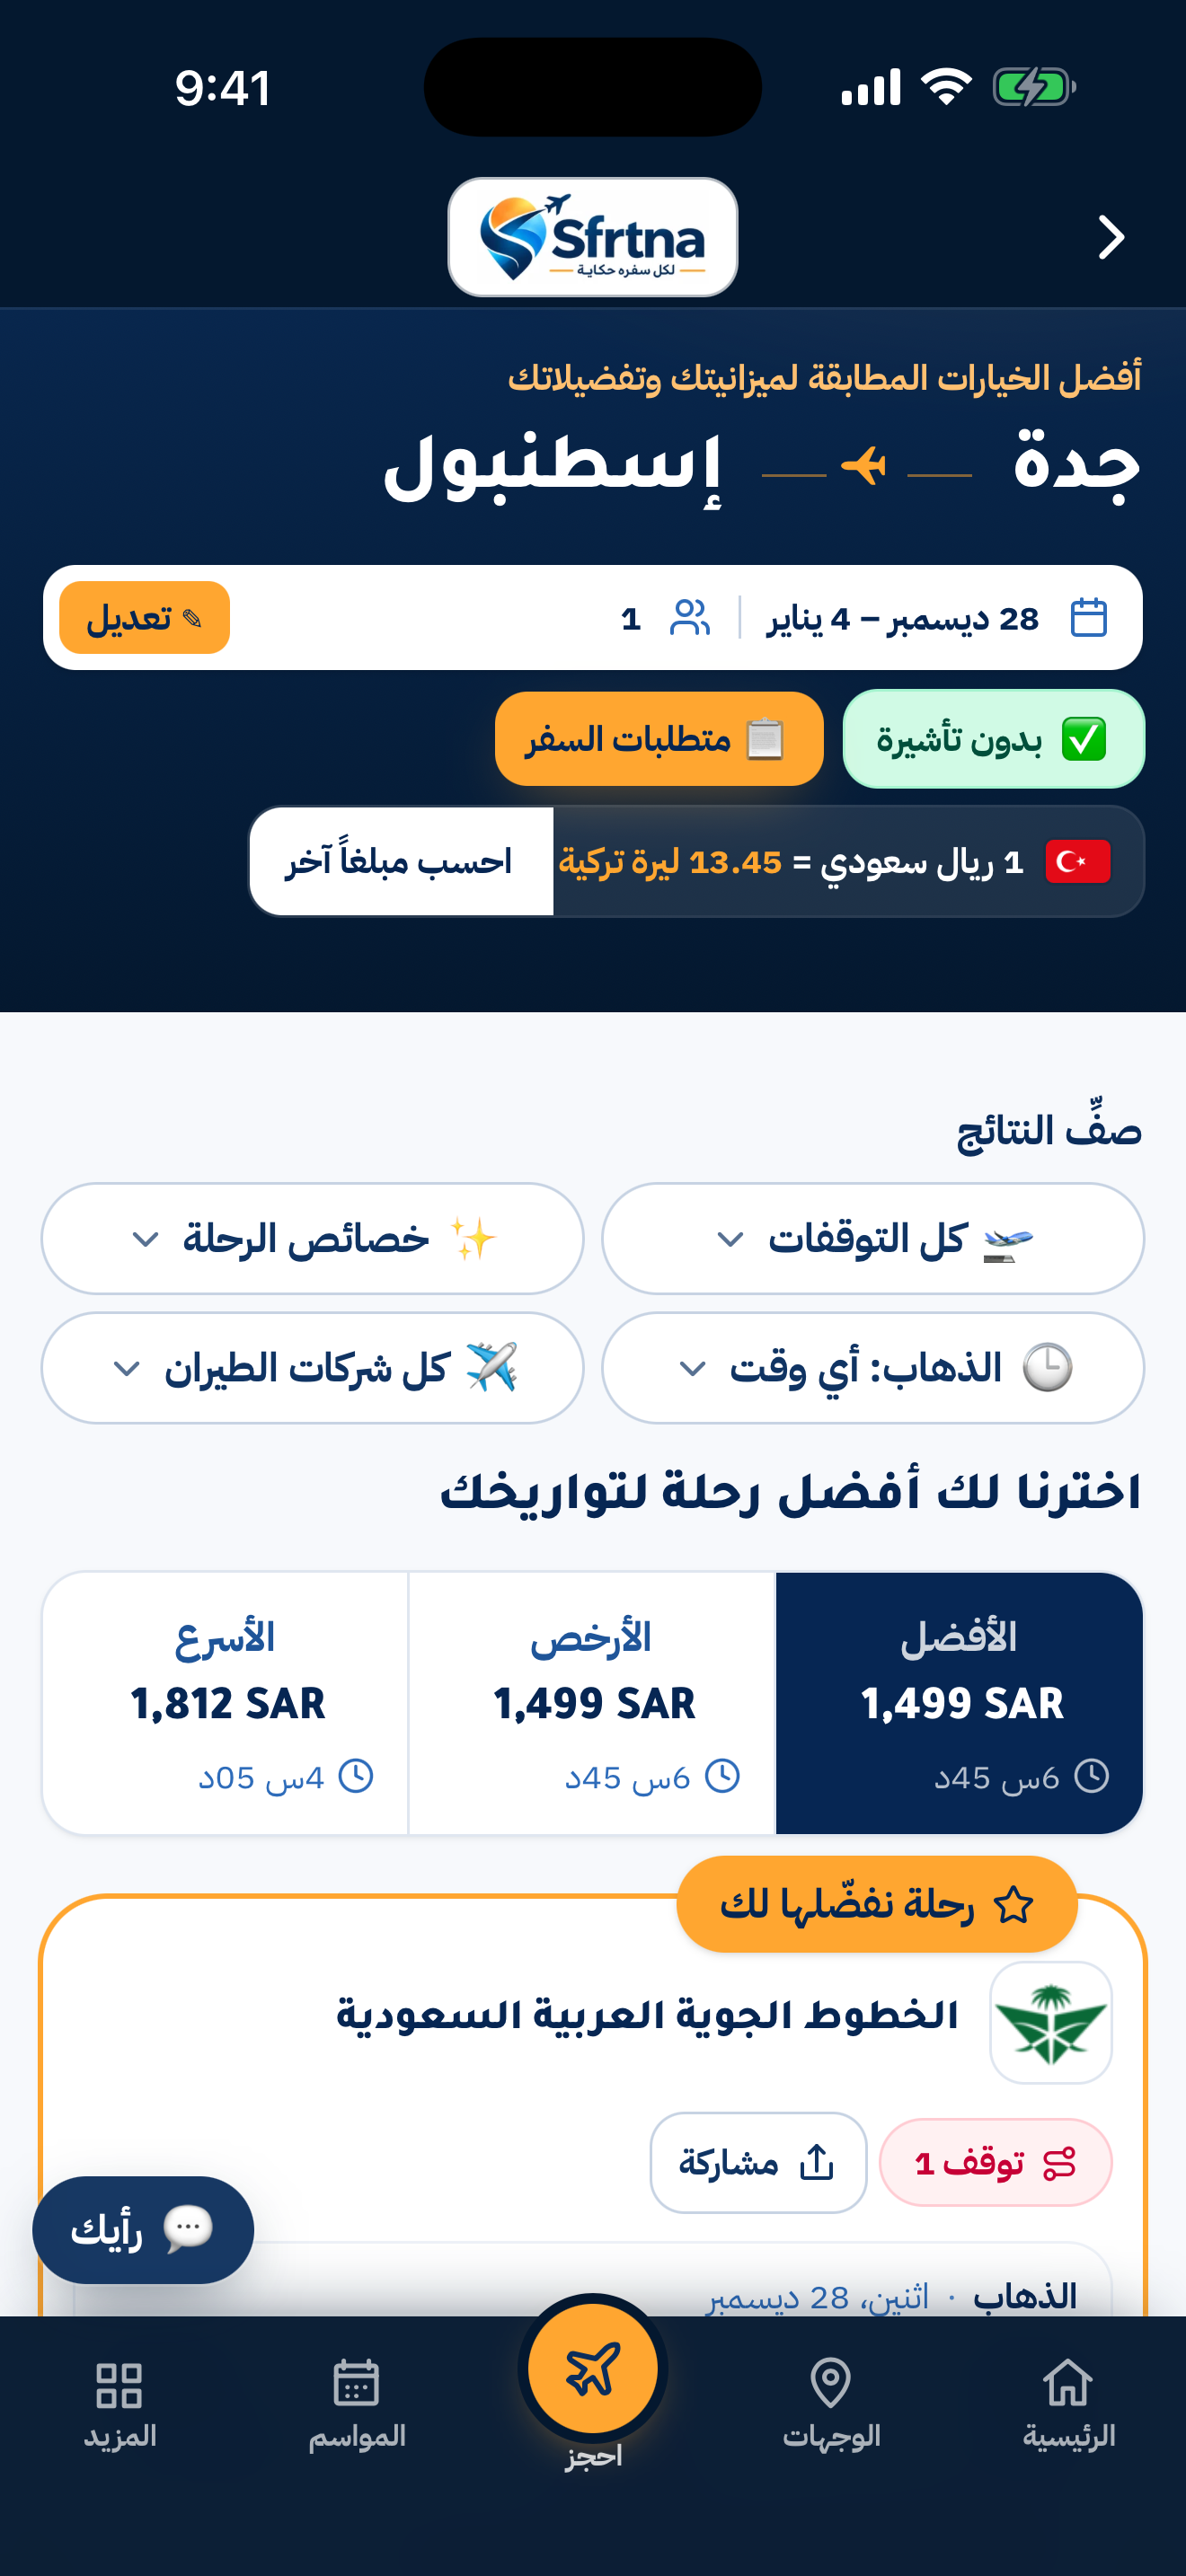 9:41
Sfrtna
لكل سفره حكاية
أفضل الخيارات المطابقة لميزانيتك وتفضيلاتك
جدة إسطنبول
28 ديسمبر – 4 يناير 1 تعديل
بدون تأشيرة متطلبات السفر
1 ريال سعودي = 13.45 ليرة تركية احسب مبلغاً آخر
صفِّ النتائج
كل التوقفات خصائص الرحلة
الذهاب: أي وقت كل شركات الطيران
اخترنا لك أفضل رحلة لتواريخك
الأفضل الأرخص الأسرع
1,499 SAR 1,499 SAR 1,812 SAR
6س 45د 6س 45د 4س 05د
رحلة نفضّلها لك
الخطوط الجوية العربية السعودية
1 توقف مشاركة
رأيك
الذهاب · اثنين، 28 ديسمبر
الرئيسية الوجهات احجز المواسم المزيد